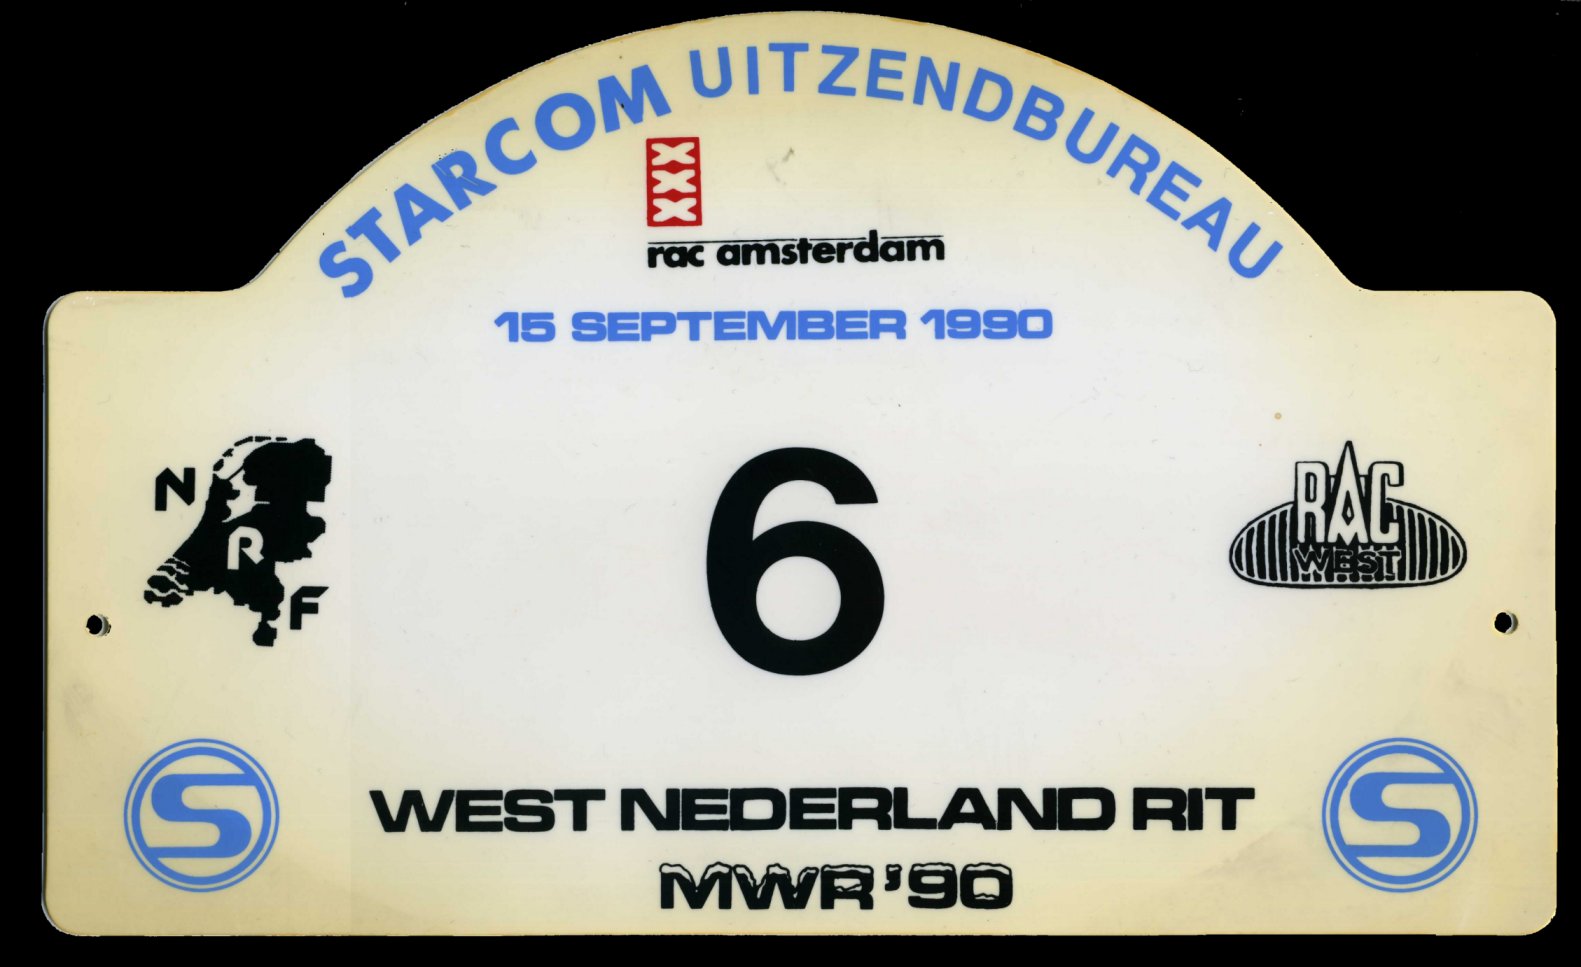 STARCOM UITZENDBUREAU
XXX
rac amsterdam
15 SEPTEMBER 1990
N
R
F
6
RAC
WEST
S
S
WEST NEDERLAND RIT
MWR '90